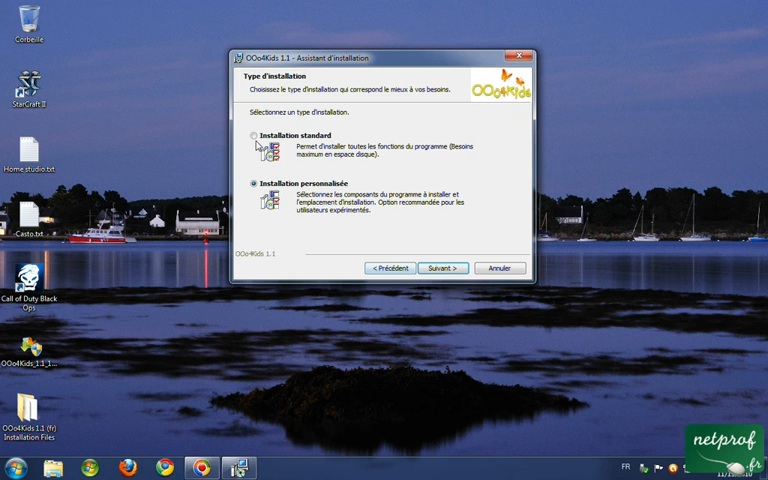 Corbeille
StarCraft II
Home studio.txt
Casto.txt
Call of Duty Black
Ops
OOo4Kids_1.1_1...
OOo4Kids 1.1 (fr)
Installation Files
OOo4Kids 1.1 - Assistant d'installation
Type d'installation
Choisissez le type d'installation qui correspond le mieux à vos besoins.
OOo4Kids
Sélectionnez un type d'installation.
Installation standard
Permet d'installer toutes les fonctions du programme (Besoins
maximum en espace disque).
Installation personnalisée
Sélectionnez les composants du programme à installer et
l'emplacement d'installation. Option recommandée pour les
utilisateurs expérimentés.
OOo4Kids 1.1
< Précédent
Suivant >
Annuler
FR
netprof
.fr